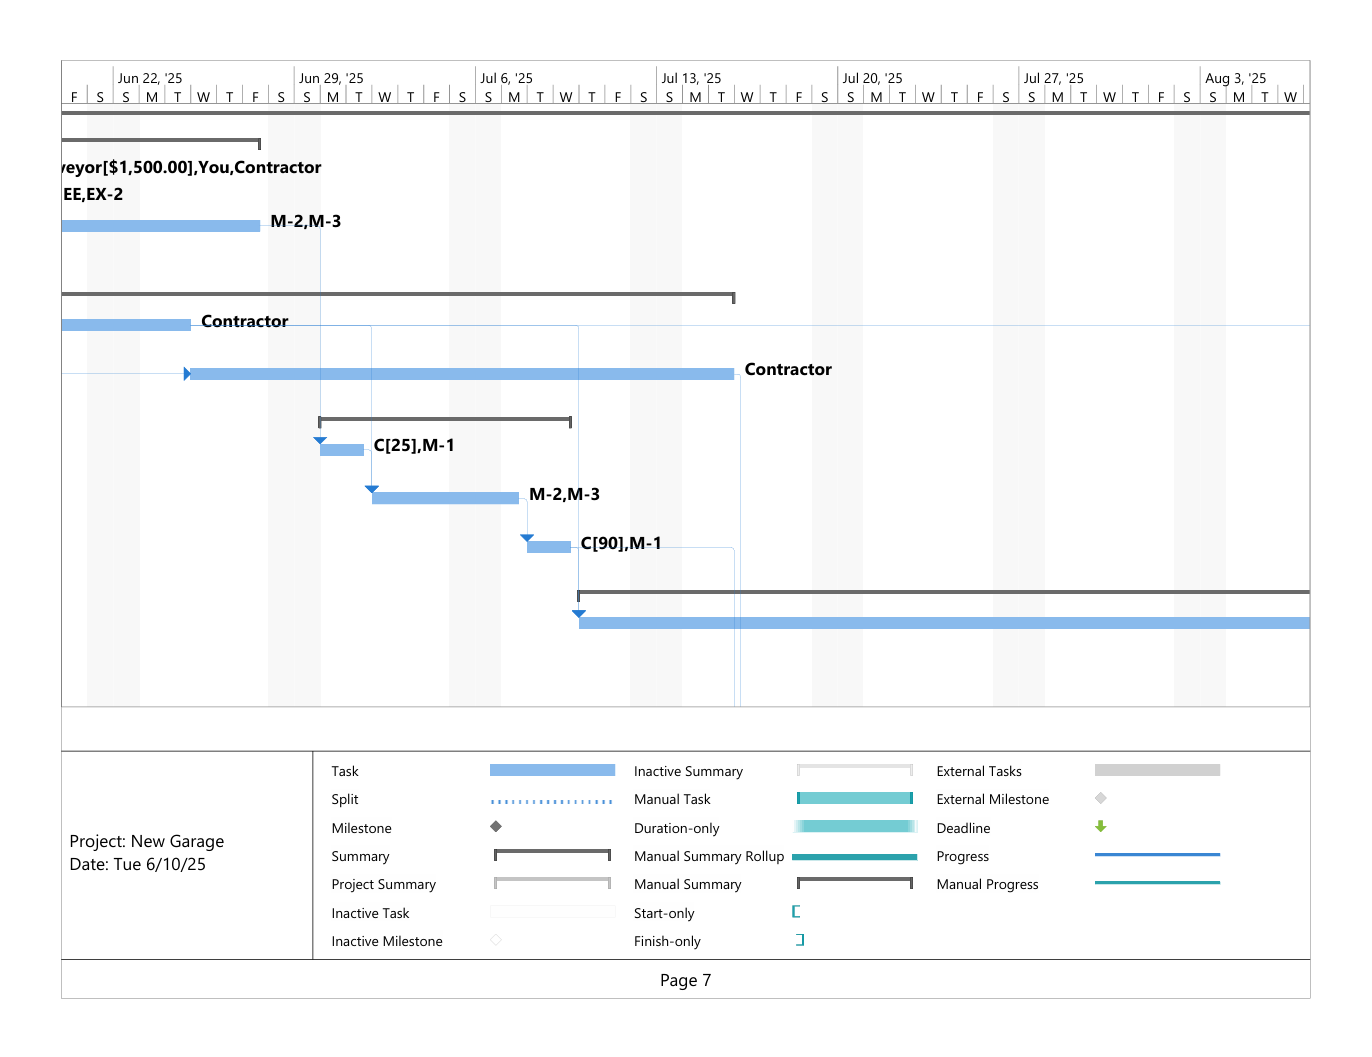 Jun 22, '25 Jun 29, '25 Jul 6, '25 Jul 13, '25 Jul 20, '25 Jul 27, '25 Aug 3, '25
F S S M T W T F S S M T W T F S S M T W T F S S M T W T F S S M T W T F S S M T W T F S S M T W
veyor[$1,500.00],You,Contractor
EE,EX-2
M-2,M-3
Contractor
Contractor
C[25],M-1
M-2,M-3
C[90],M-1
Project: New Garage
Date: Tue 6/10/25
Task
Split
Milestone
Summary
Project Summary
Inactive Task
Inactive Milestone
Inactive Summary
Manual Task
Duration-only
Manual Summary Rollup
Manual Summary
Start-only
Finish-only
External Tasks
External Milestone
Deadline
Progress
Manual Progress
Page 7